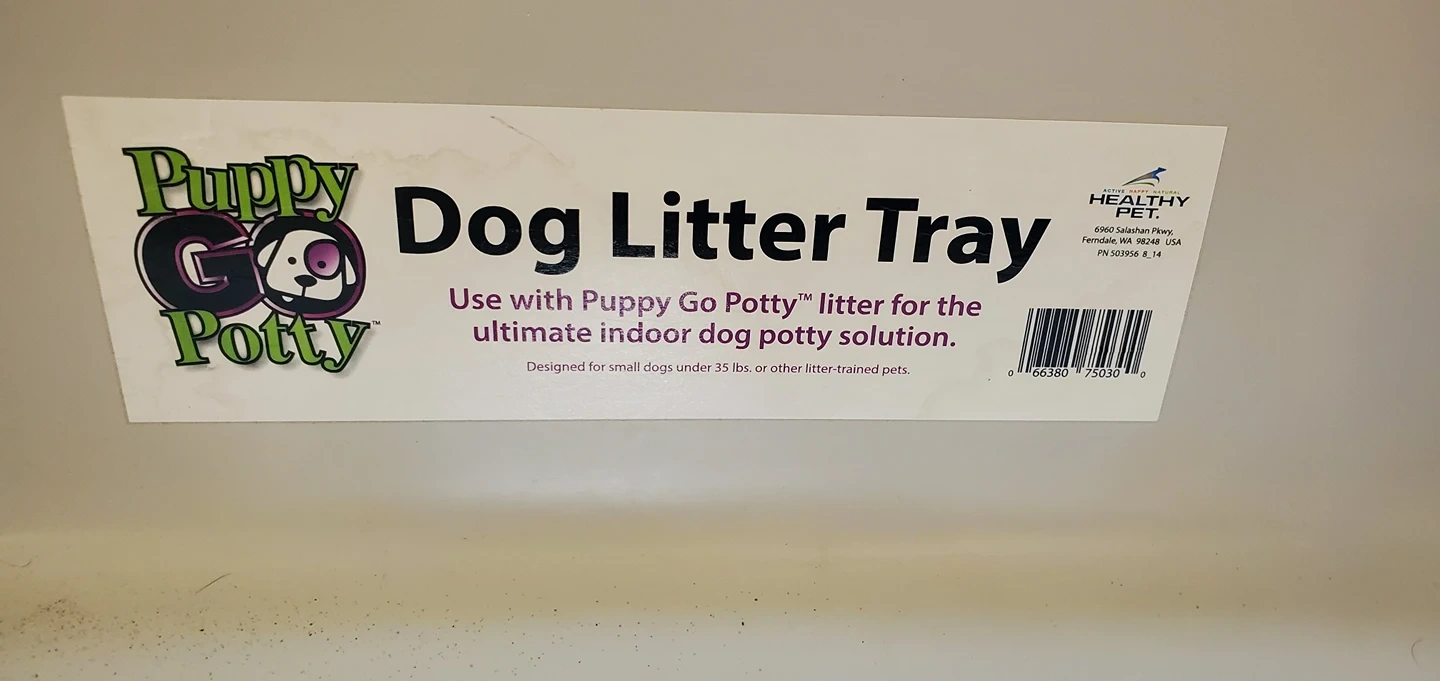 Puppy
GO
Potty™
Dog Litter Tray
Use with Puppy Go Potty™ litter for the
ultimate indoor dog potty solution.
Designed for small dogs under 35 lbs. or other litter-trained pets.
ACTIVE HAPPY NATURAL
HEALTHY
PET.
6960 Salashan Pkwy,
Ferndale, WA 98248 USA
PN 503956 8_14
0 66380 75030 0